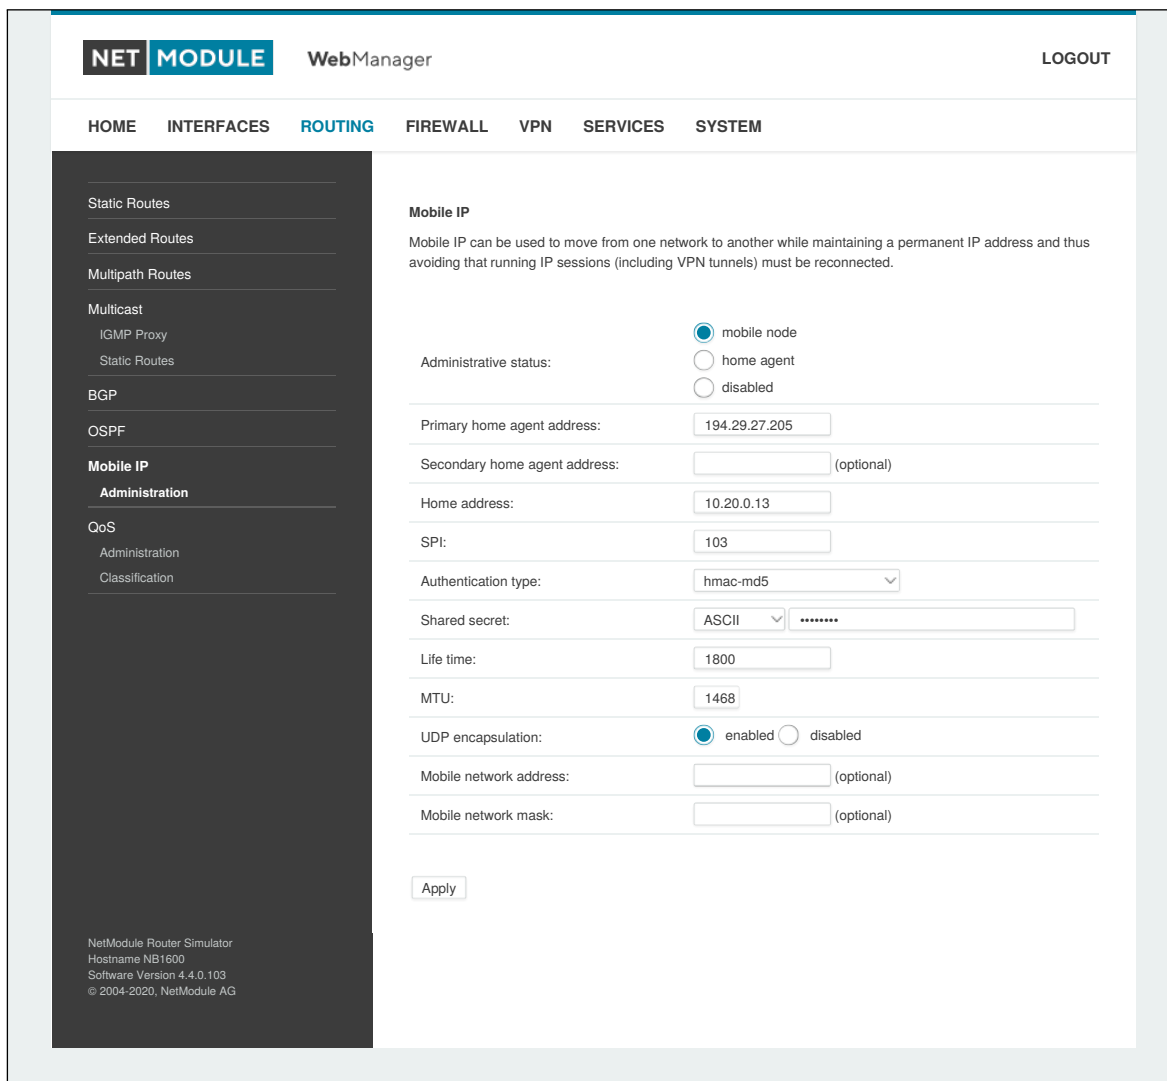 NET MODULE WebManager LOGOUT
HOME INTERFACES ROUTING FIREWALL VPN SERVICES SYSTEM
Static Routes
Extended Routes
Multipath Routes
Multicast
IGMP Proxy
Static Routes
BGP
OSPF
Mobile IP
Administration
QoS
Administration
Classification
NetModule Router Simulator
Hostname NB1600
Software Version 4.4.0.103
© 2004-2020, NetModule AG
Mobile IP
Mobile IP can be used to move from one network to another while maintaining a permanent IP address and thus
avoiding that running IP sessions (including VPN tunnels) must be reconnected.
Administrative status:
mobile node
home agent
disabled
Primary home agent address: 194.29.27.205
Secondary home agent address: (optional)
Home address: 10.20.0.13
SPI: 103
Authentication type: hmac-md5
Shared secret: ASCII ••••••••
Life time: 1800
MTU: 1468
UDP encapsulation: enabled disabled
Mobile network address: (optional)
Mobile network mask: (optional)
Apply